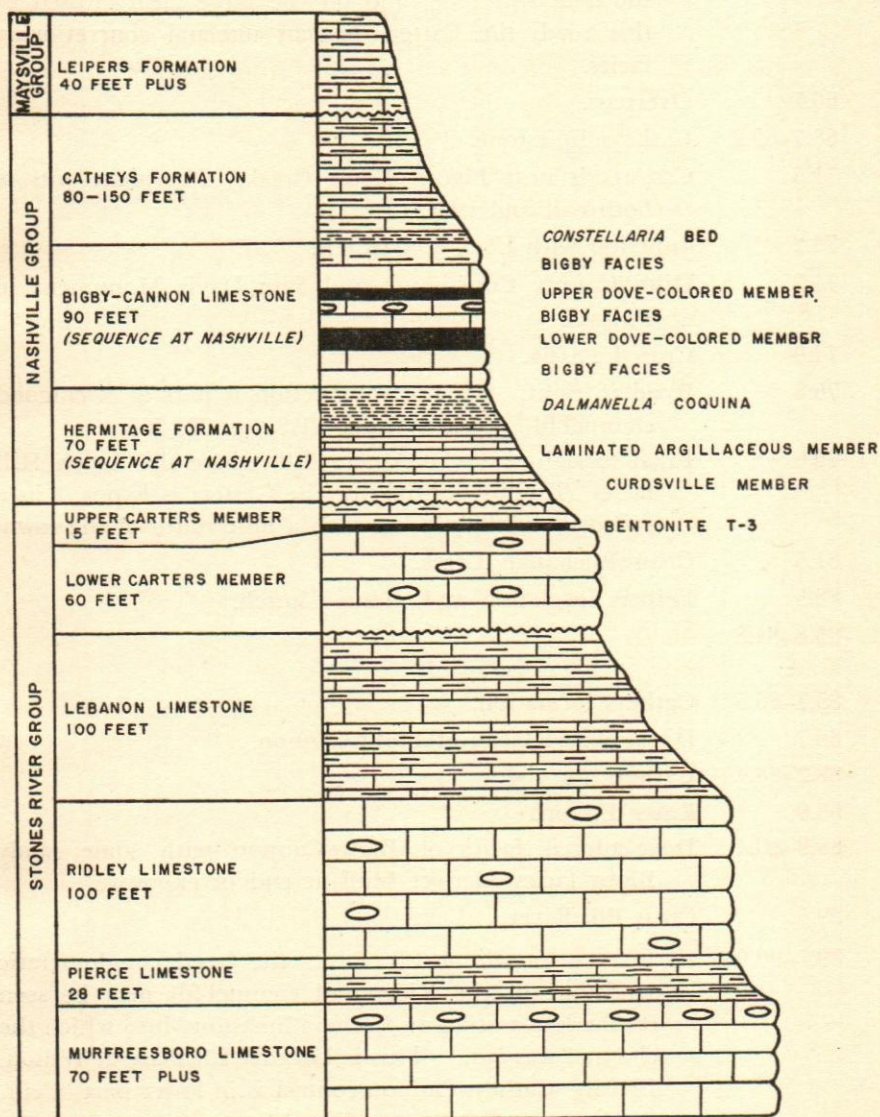 MAYSVILLE
GROUP
LEIPERS FORMATION
40 FEET PLUS
NASHVILLE GROUP
CATHEYS FORMATION
80-150 FEET
CONSTELLARIA BED
BIGBY FACIES
BIGBY-CANNON LIMESTONE
90 FEET
(SEQUENCE AT NASHVILLE)
UPPER DOVE-COLORED MEMBER.
BIGBY FACIES
LOWER DOVE-COLORED MEMBER
BIGBY FACIES
HERMITAGE FORMATION
70 FEET
(SEQUENCE AT NASHVILLE)
DALMANELLA COQUINA
LAMINATED ARGILLACEOUS MEMBER
CURDSVILLE MEMBER
STONES RIVER GROUP
UPPER CARTERS MEMBER
15 FEET
BENTONITE T-3
LOWER CARTERS MEMBER
60 FEET
LEBANON LIMESTONE
100 FEET
RIDLEY LIMESTONE
100 FEET
PIERCE LIMESTONE
28 FEET
MURFREESBORO LIMESTONE
70 FEET PLUS